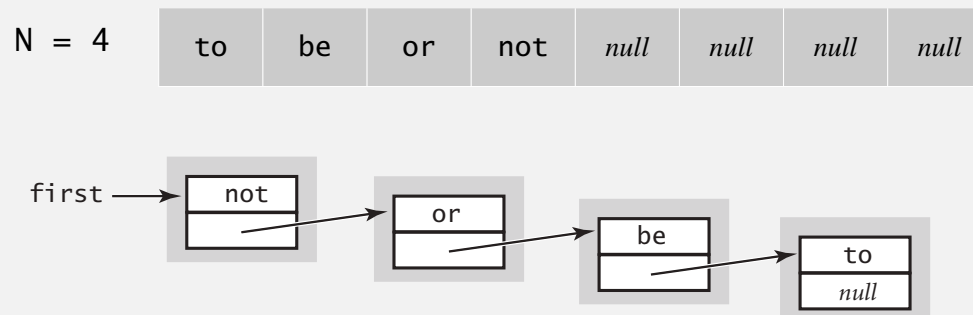 N = 4 to be or not null null null null
first not
or
be
to
null